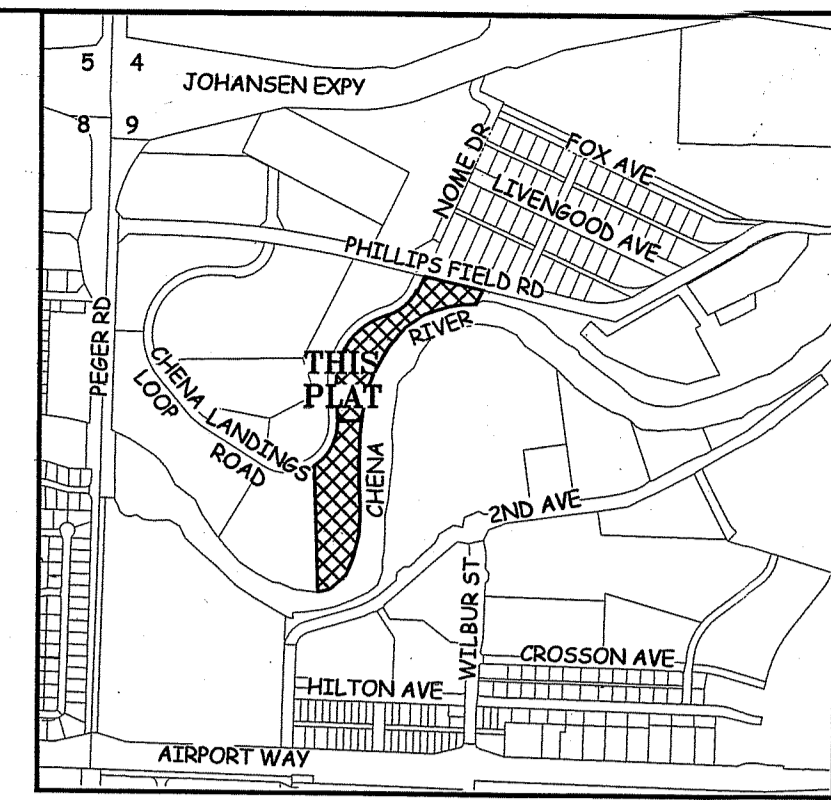 5 4
JOHANSEN EXPY
8 9
NOME DR
FOX AVE
LIVENGOOD AVE
PHILLIPS FIELD RD
PEGER RD
RIVER
THIS
PLAT
CHENA LANDINGS
LOOP
ROAD
CHENA
2ND AVE
WILBUR ST
CROSSON AVE
HILTON AVE
AIRPORT WAY